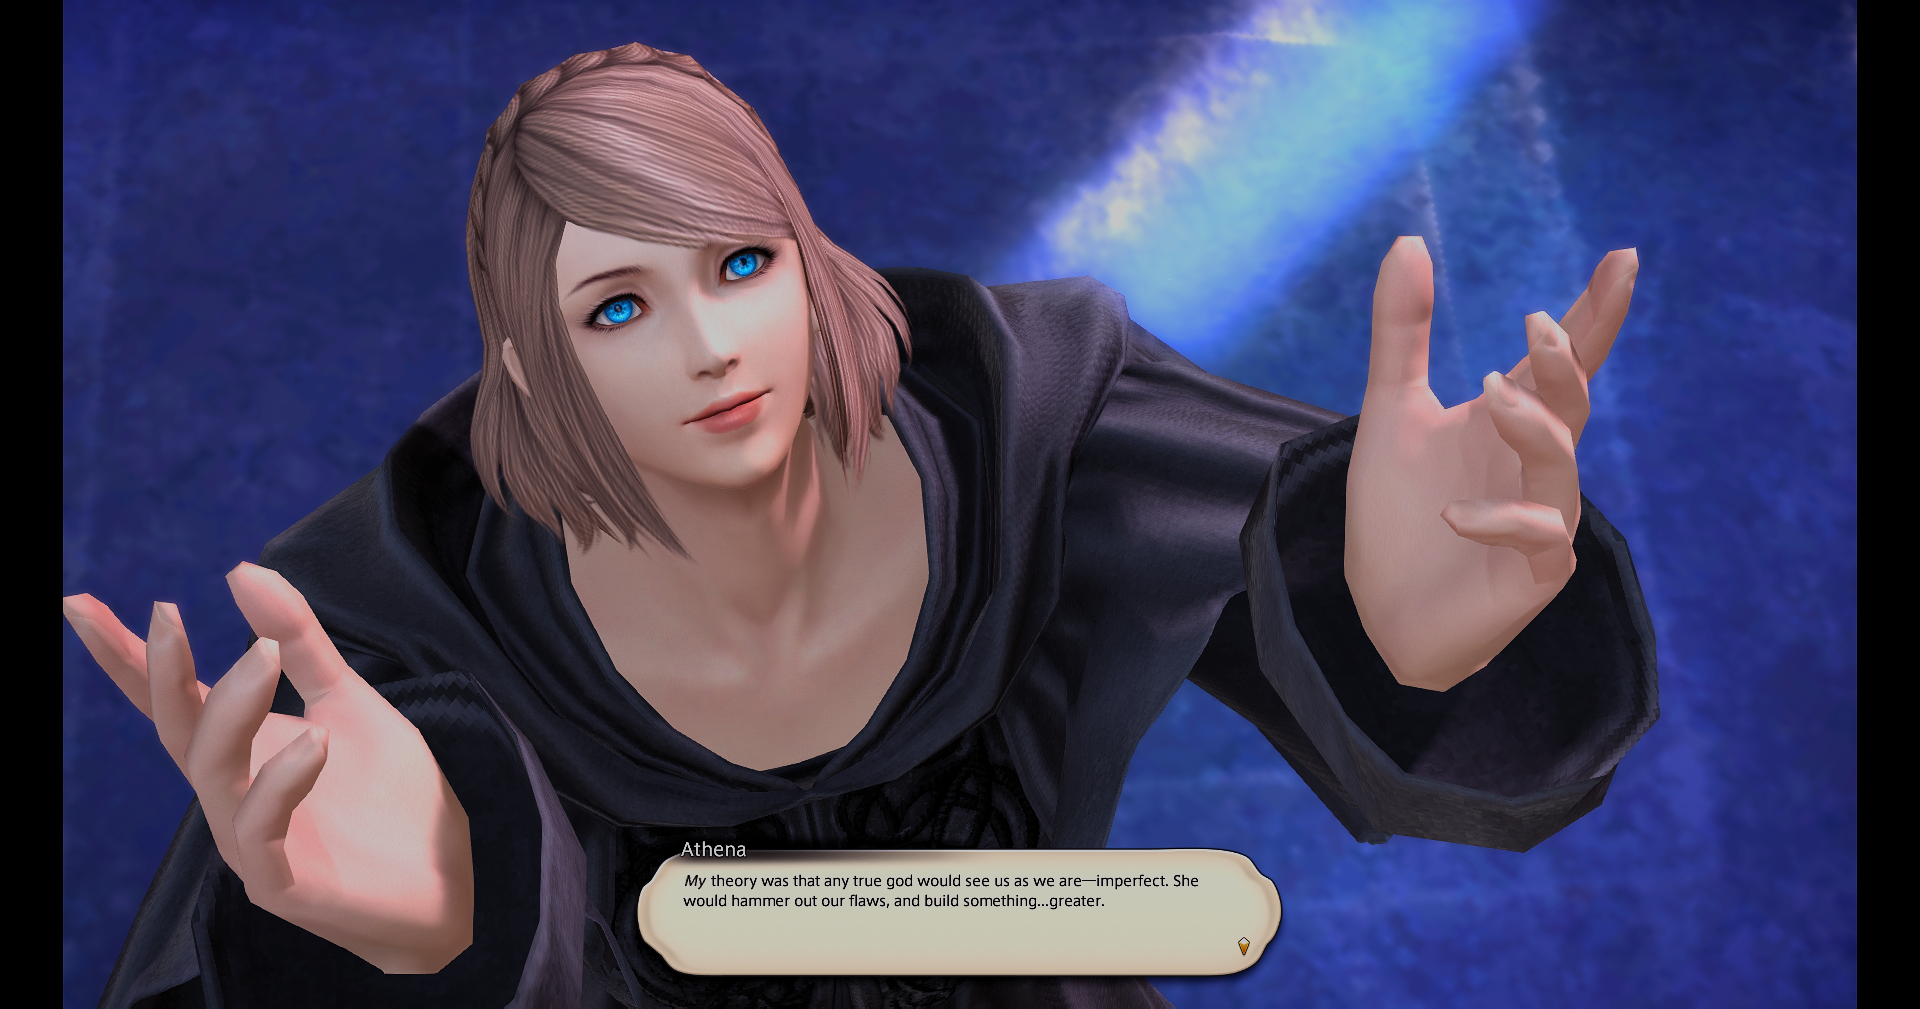 Athena
My theory was that any true god would see us as we are—imperfect. She
would hammer out our flaws, and build something...greater.